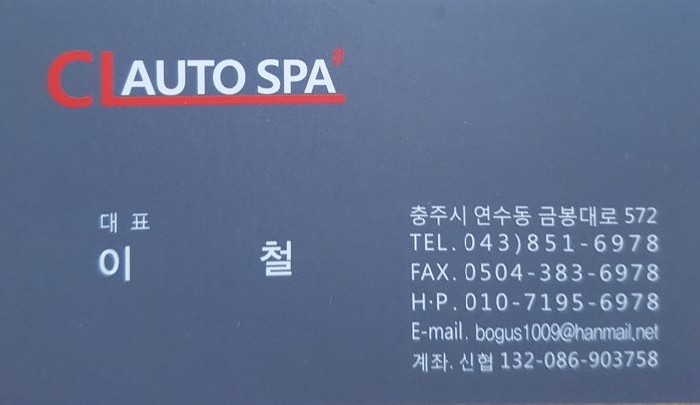 CL AUTO SPA®
대 표
이 철
충주시 연수동 금봉대로 572
TEL. 043)851-6978
FAX. 0504-383-6978
H·P. 010-7195-6978
E-mail. bogus1009@hanmail.net
계좌. 신협 132-086-903758